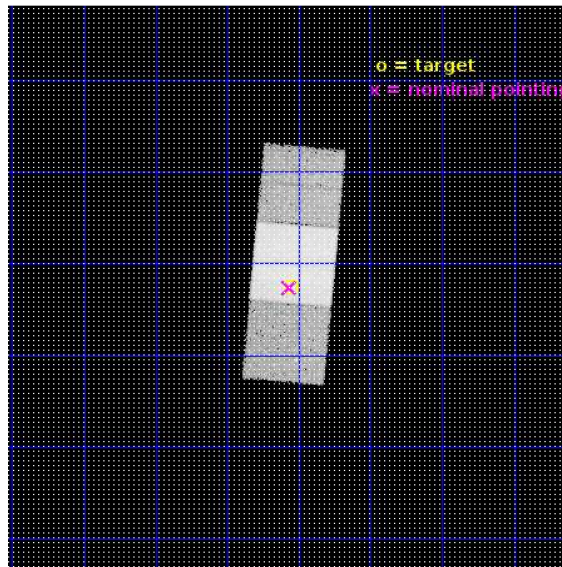 o = target
x = nominal pointing